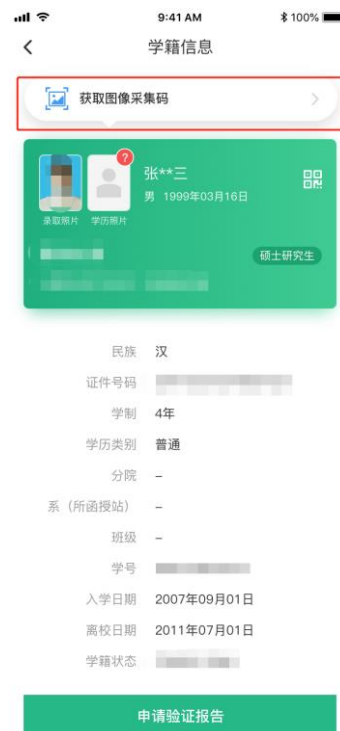 9:41 AM 100%
学籍信息
获取图像采集码
?
张**三
男 1999年03月16日
录取照片 学历照片
硕士研究生
民族 汉
证件号码
学制 4年
学历类别 普通
分院 –
系（所函授站） –
班级 –
学号
入学日期 2007年09月01日
离校日期 2011年07月01日
学籍状态
申请验证报告